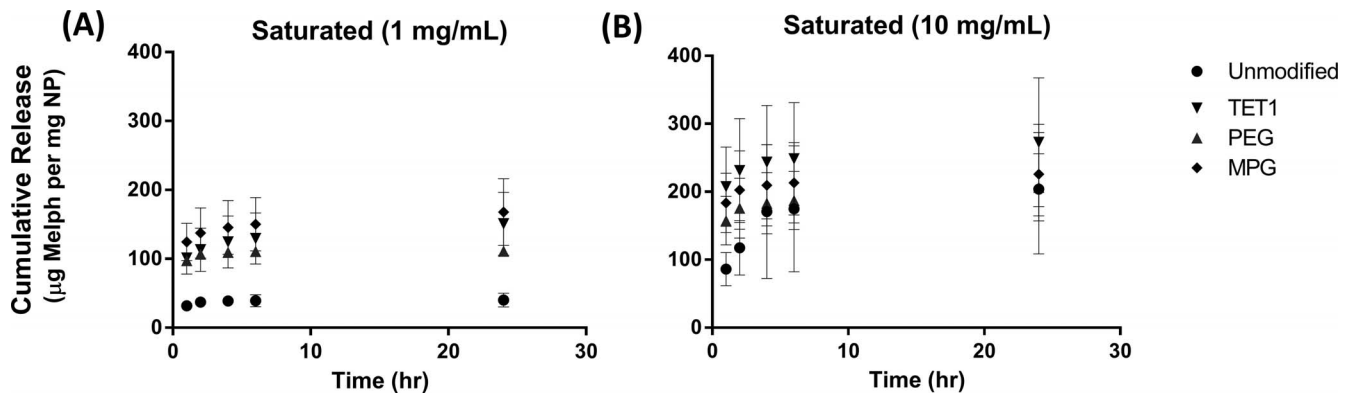 (A)
Saturated (1 mg/mL)
400
300
200
100
0
0 10 20 30
Time (hr)
Cumulative Release
(µg Melph per mg NP)
(B)
Saturated (10 mg/mL)
400
300
200
100
0
0 10 20 30
Time (hr)
Unmodified
TET1
PEG
MPG